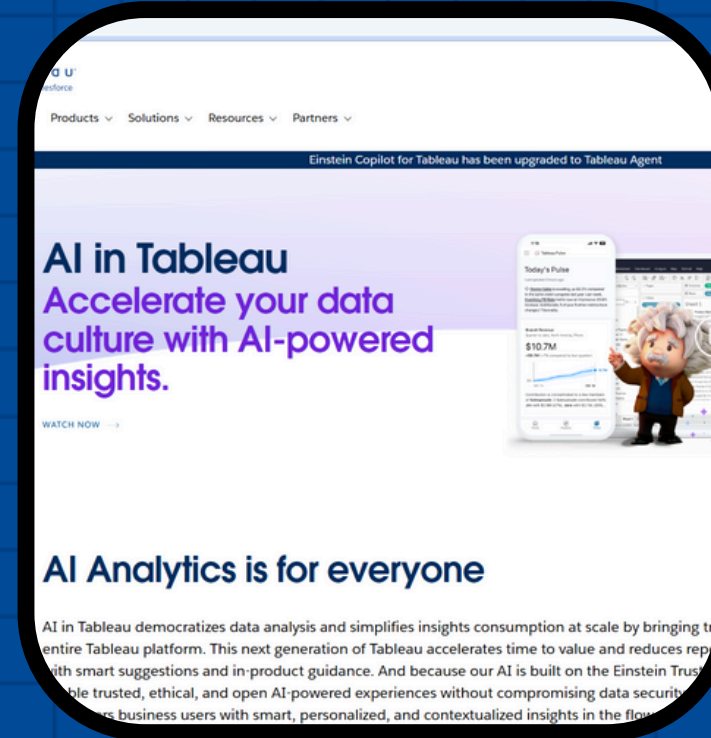 Products Solutions Resources Partners
Einstein Copilot for Tableau has been upgraded to Tableau Agent
AI in Tableau
Accelerate your data
culture with AI-powered
insights.
WATCH NOW
Today's Pulse
$10.7M
AI Analytics is for everyone
AI in Tableau democratizes data analysis and simplifies insights consumption at scale by bringing
entire Tableau platform. This next generation of Tableau accelerates time to value and reduces
smart suggestions and in-product guidance. And because our AI is built on the Einstein Trust
trusted, ethical, and open AI-powered experiences without compromising data security
business users with smart, personalized, and contextualized insights in the